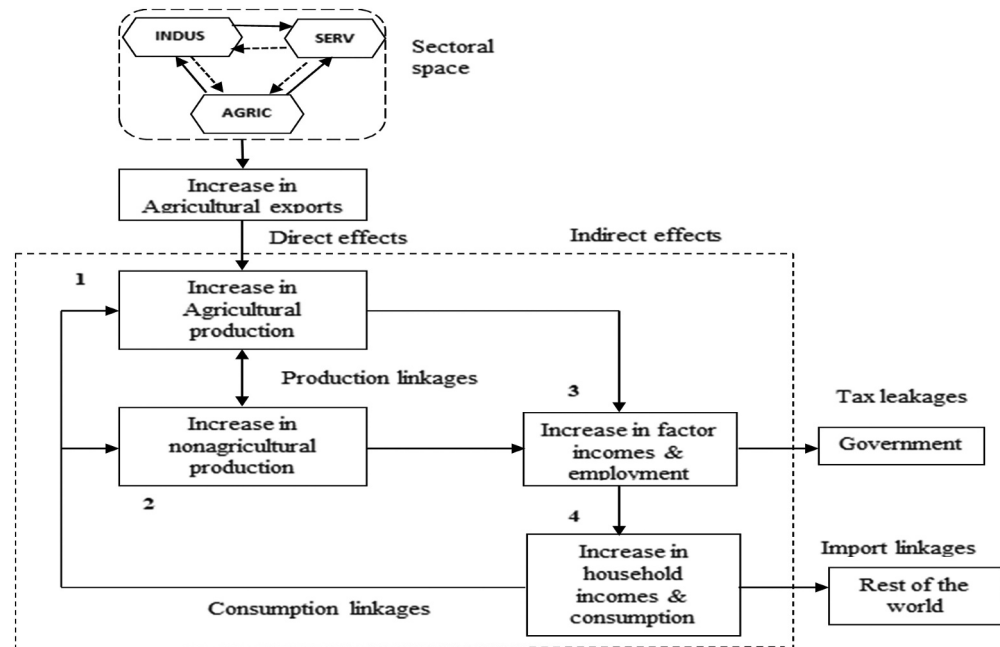 INDUS
SERV
Sectoral
space
AGRIC
Increase in
Agricultural exports
Direct effects
Indirect effects
1
Increase in
Agricultural
production
Production linkages
3
Tax leakages
Increase in
nonagricultural
production
Increase in factor
incomes &
employment
Government
2
4
Increase in
household
incomes &
consumption
Import linkages
Rest of the
world
Consumption linkages